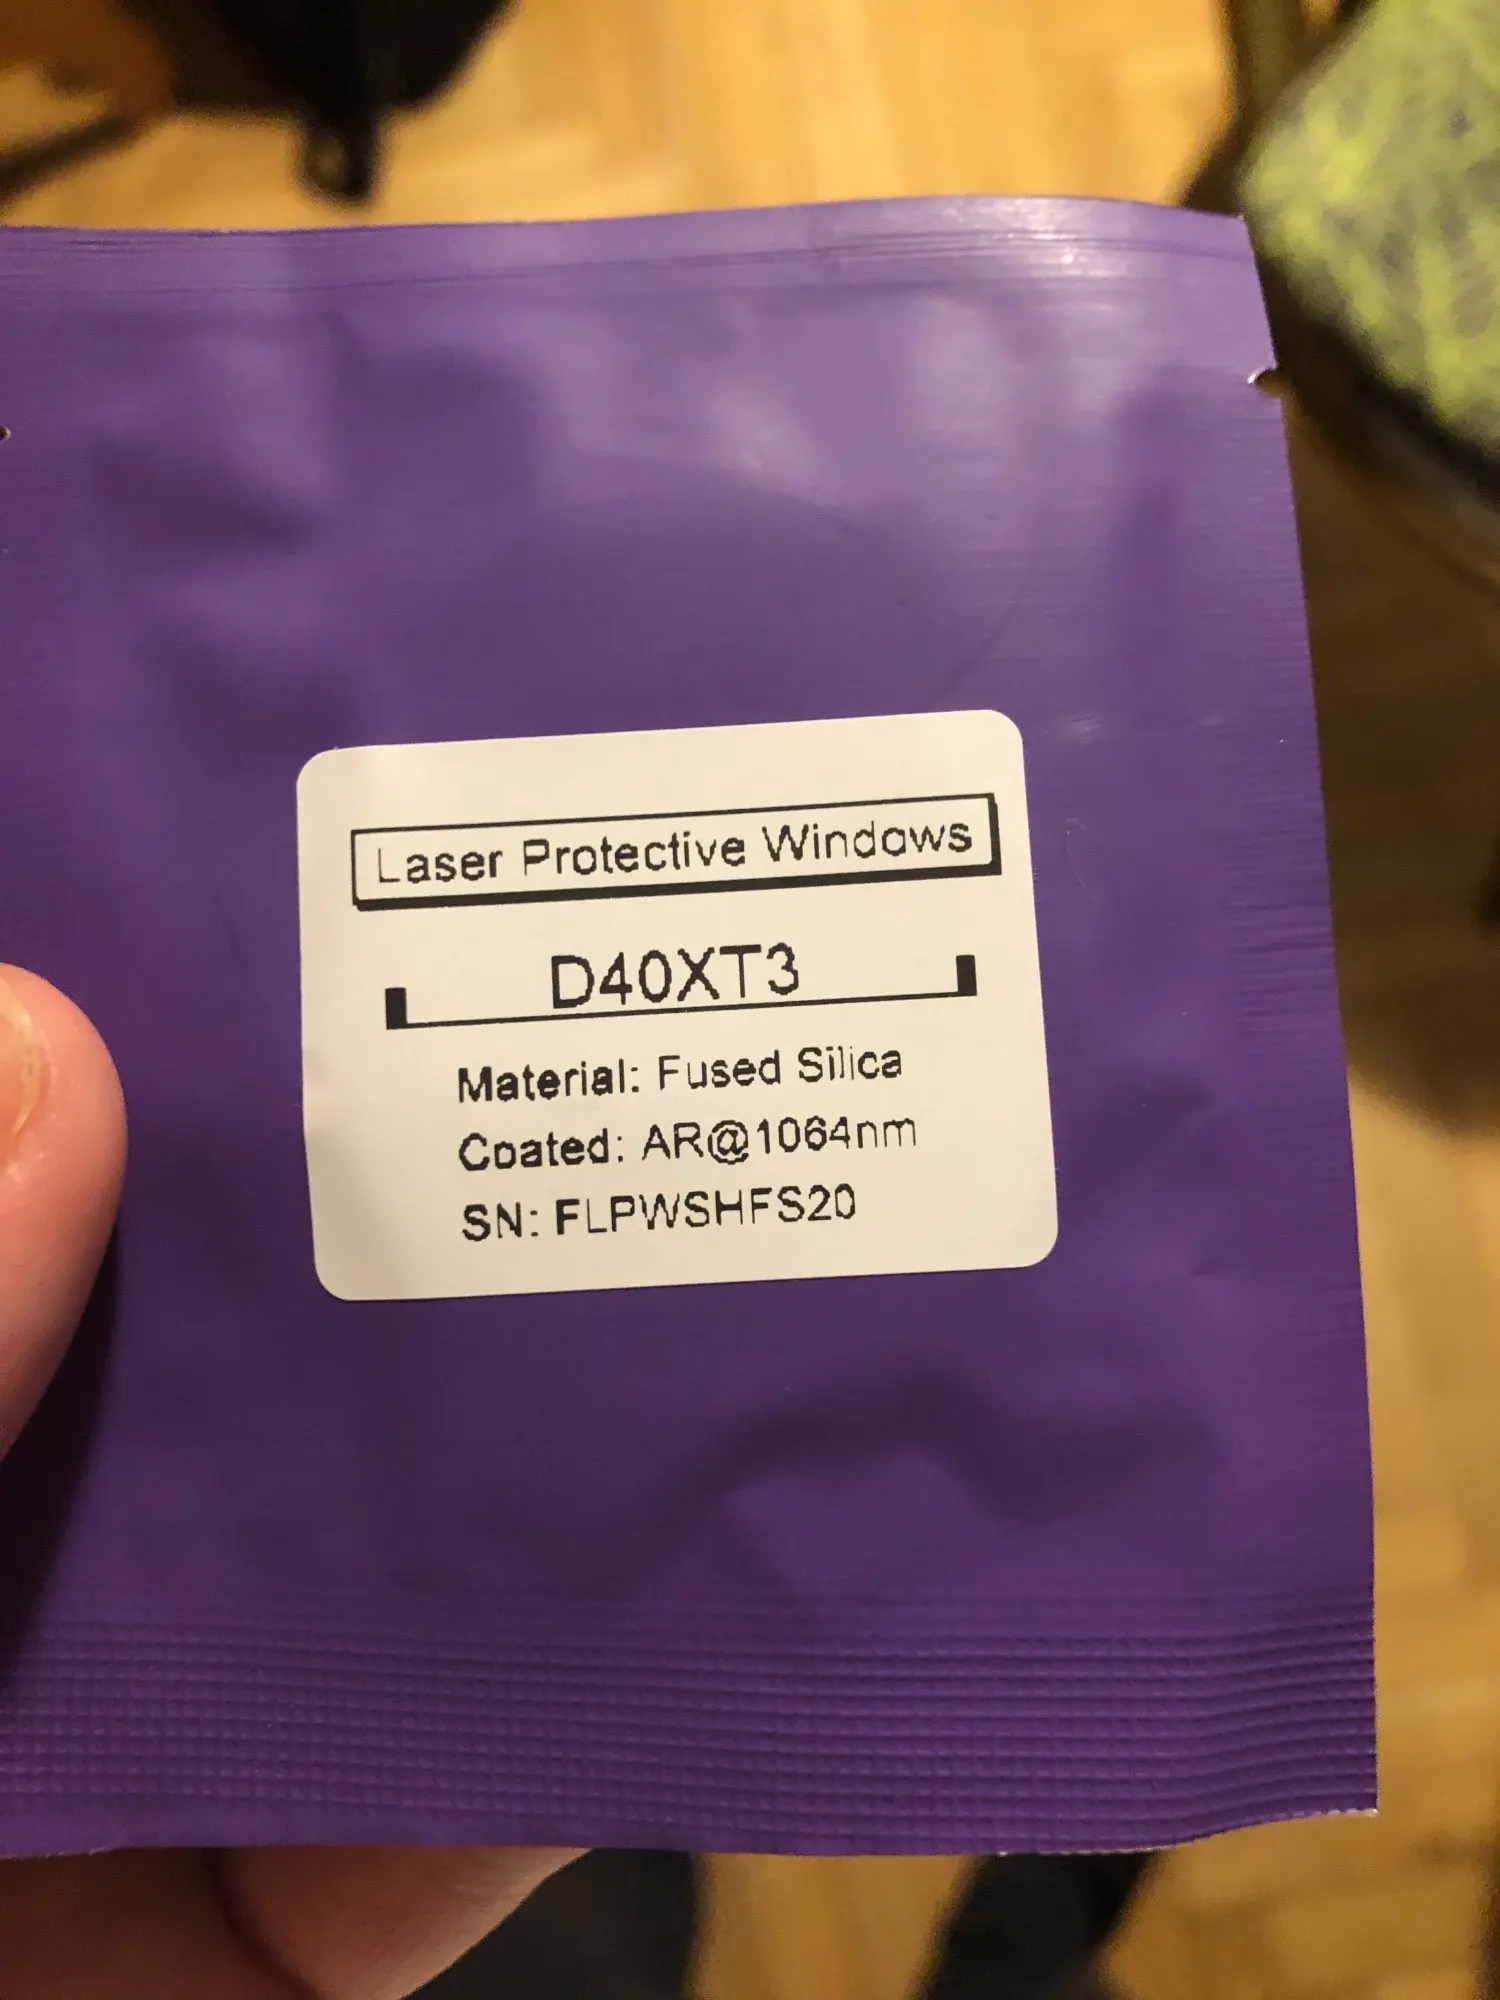 Laser Protective Windows
D40XT3
Material: Fused Silica
Coated: AR@1064nm
SN: FLPWSHFS20